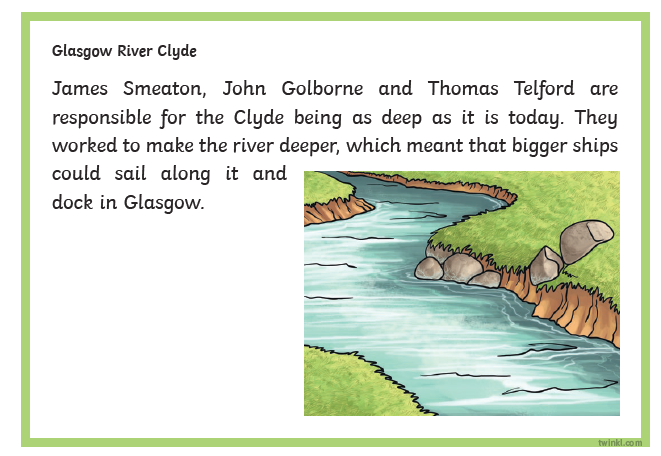 Glasgow River Clyde
James Smeaton, John Golborne and Thomas Telford are
responsible for the Clyde being as deep as it is today. They
worked to make the river deeper, which meant that bigger ships
could sail along it and
dock in Glasgow.
twinkl.com